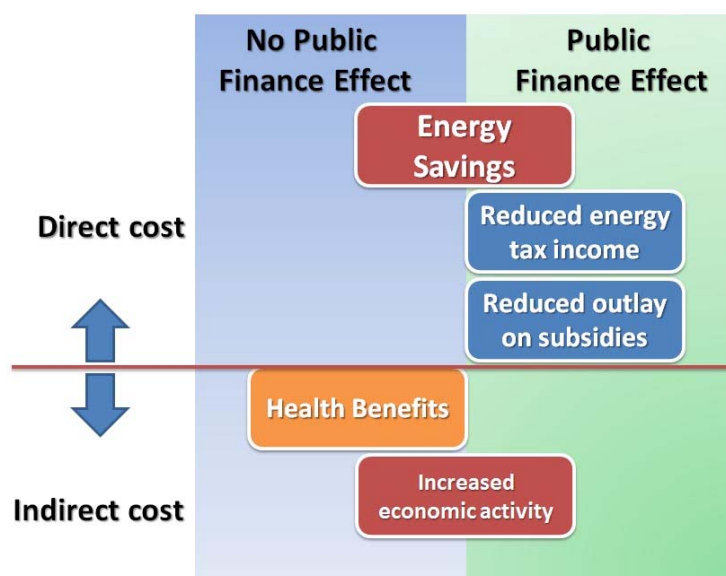 No Public
Finance Effect
Public
Finance Effect
Energy
Savings
Direct cost
Reduced energy
tax income
Reduced outlay
on subsidies
Health Benefits
Indirect cost
Increased
economic activity